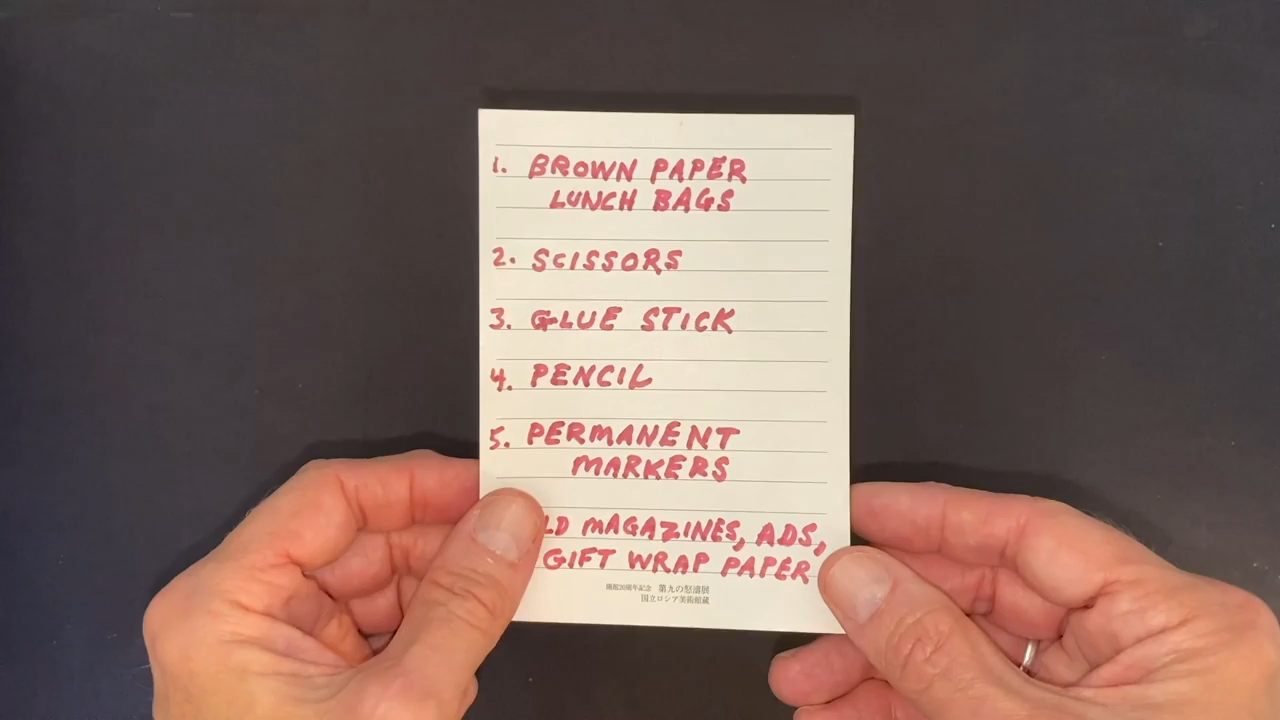 1. BROWN PAPER
LUNCH BAGS
2. SCISSORS
3. GLUE STICK
4. PENCIL
5. PERMANENT
MARKERS
LD MAGAZINES, ADS,
GIFT WRAP PAPER
開館20周年記念 第九の怒濤展
国立ロシア美術館蔵